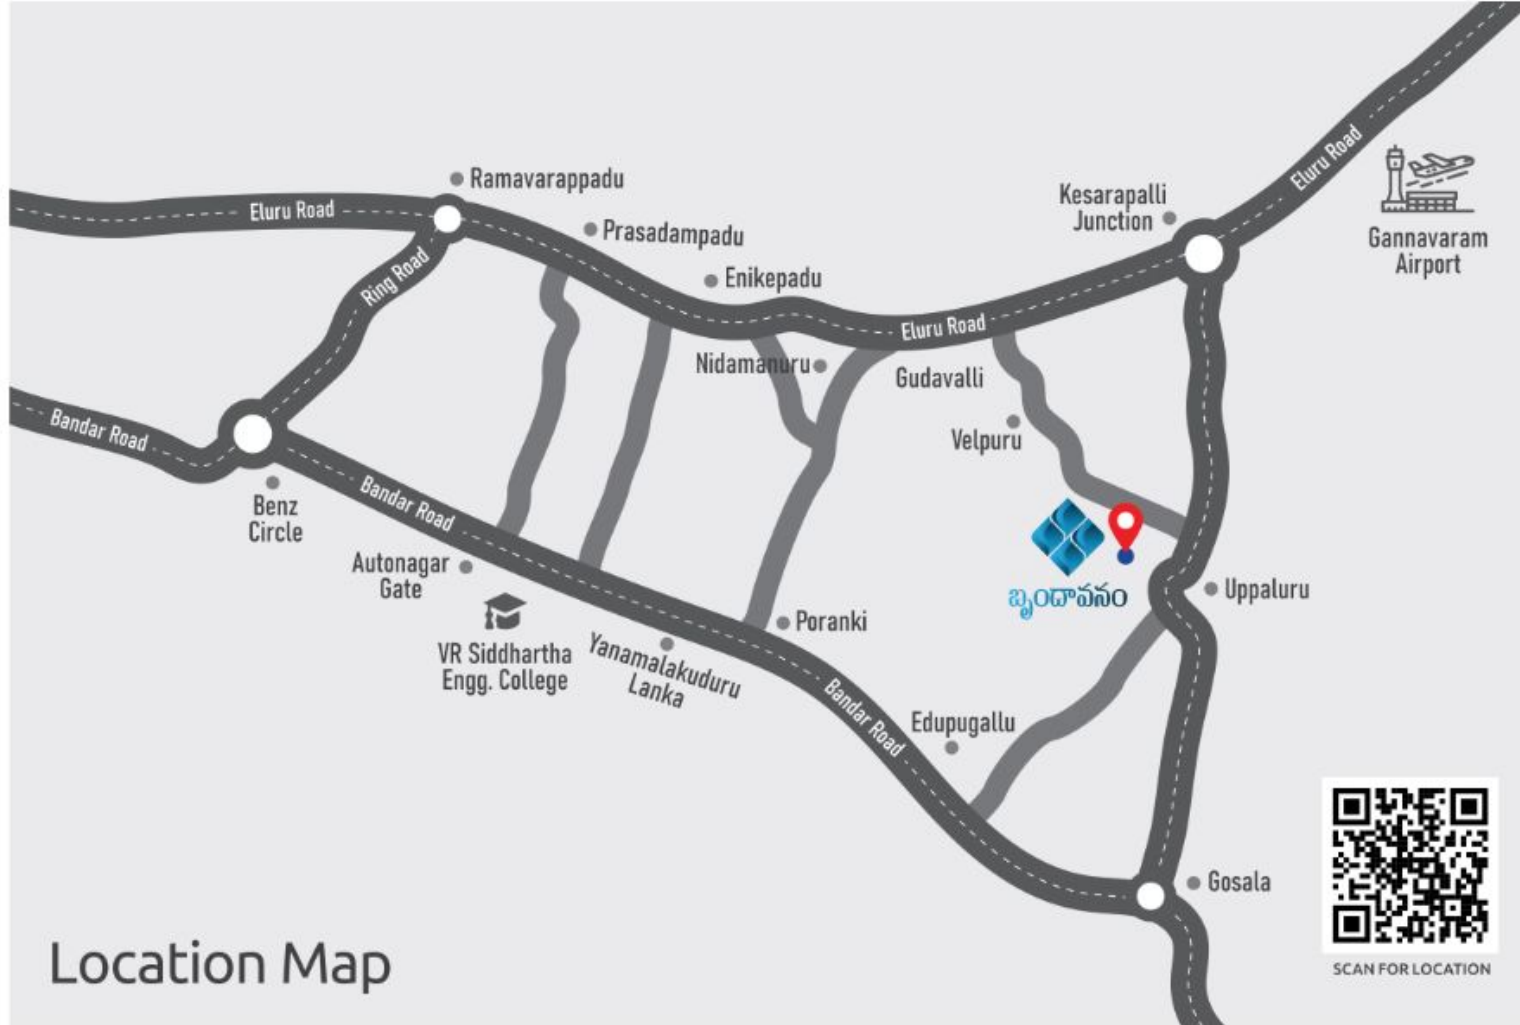 Ramavarappadu
Eluru Road
Prasadampadu
Kesarapalli
Junction
Eluru Road
Gannavaram
Airport
Ring Road
Enikepadu
Eluru Road
Nidamanuru
Gudavalli
Bandar Road
Velpuru
Benz
Circle
Bandar Road
Autonagar
Gate
బృందావనం
Uppaluru
VR Siddhartha
Engg. College
Yanamalakuduru
Lanka
Poranki
Bandar Road
Edupugallu
Gosala
Location Map
SCAN FOR LOCATION